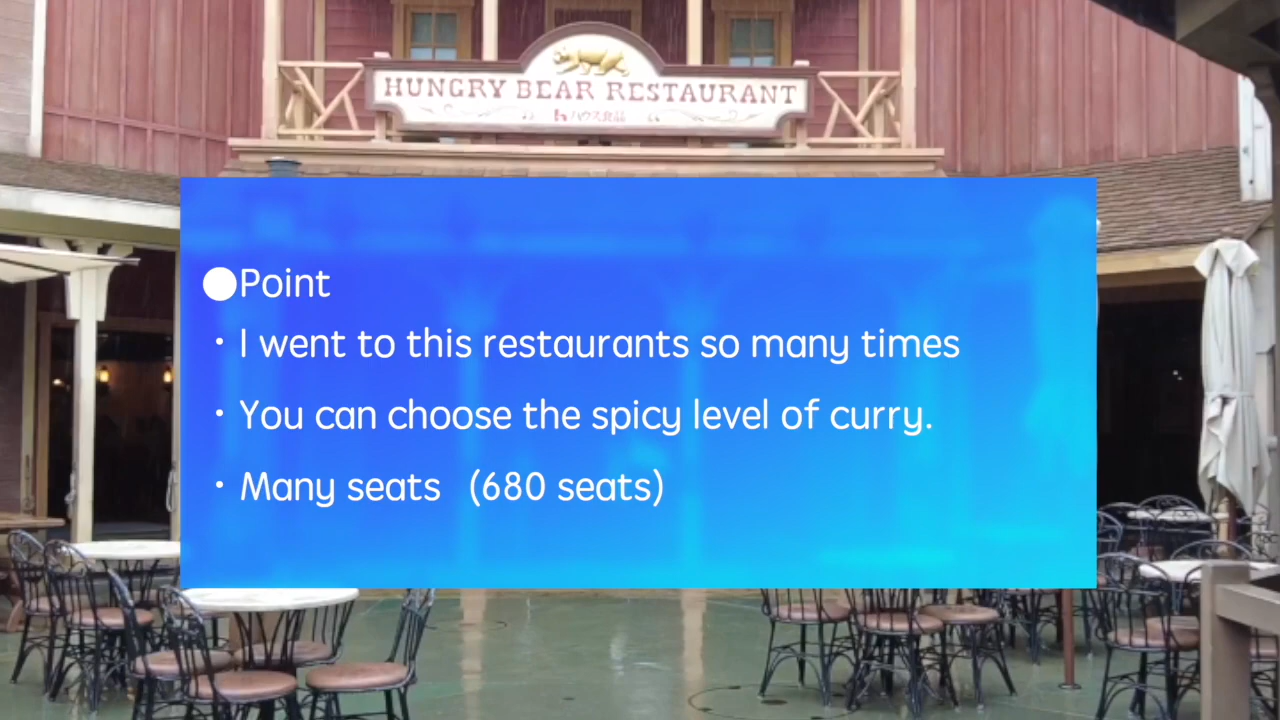 HUNGRY BEAR RESTAURANT
ハウス食品
●Point
・I went to this restaurants so many times
・You can choose the spicy level of curry.
・Many seats （680 seats)